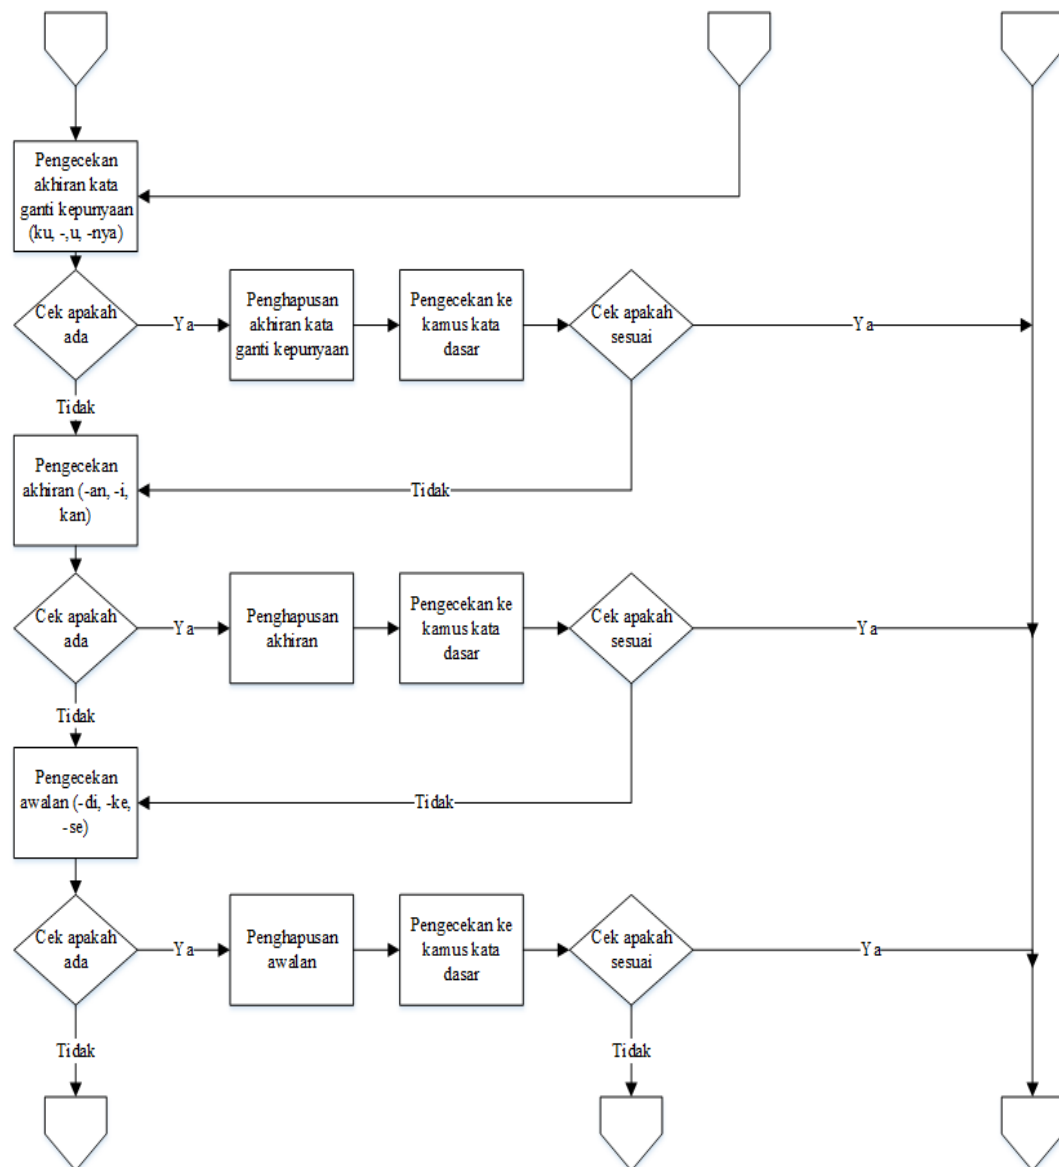 Pengecekan
akhiran kata
ganti kepunyaan
(ku, -,u, -nya)
Cek apakah
ada
Ya
Penghapusan
akhiran kata
ganti kepunyaan
Pengecekan ke
kamus kata
dasar
Cek apakah
sesuai
Ya
Tidak
Pengecekan
akhiran (-an, -i,
kan)
Tidak
Cek apakah
ada
Ya
Penghapusan
akhiran
Pengecekan ke
kamus kata
dasar
Cek apakah
sesuai
Ya
Tidak
Pengecekan
awalan (-di, -ke,
-se)
Tidak
Cek apakah
ada
Ya
Penghapusan
awalan
Pengecekan ke
kamus kata
dasar
Cek apakah
sesuai
Ya
Tidak
Tidak